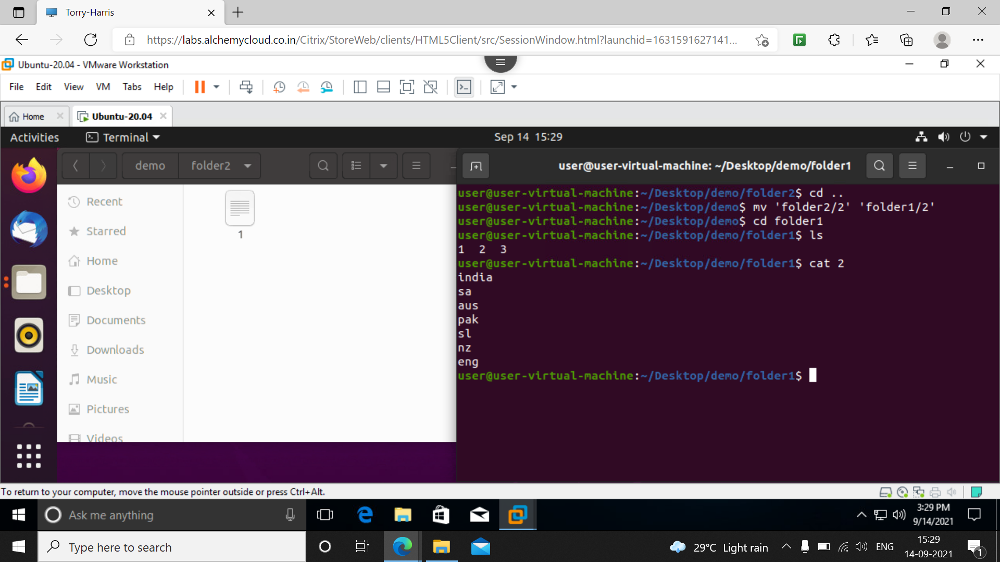 Torry-Harris
https://labs.alchemycloud.co.in/Citrix/StoreWeb/clients/HTML5Client/src/SessionWindow.html?launchid=1631591627141...
Ubuntu-20.04 - VMware Workstation
File Edit View VM Tabs Help
Home Ubuntu-20.04
Activities Terminal Sep 14 15:29
demo folder2
user@user-virtual-machine: ~/Desktop/demo/folder1
Recent
Starred
Home
Desktop
Documents
Downloads
Music
Pictures
Videos
1
user@user-virtual-machine:~/Desktop/demo/folder2$ cd ..
user@user-virtual-machine:~/Desktop/demo$ mv 'folder2/2' 'folder1/2'
user@user-virtual-machine:~/Desktop/demo$ cd folder1
user@user-virtual-machine:~/Desktop/demo/folder1$ ls
1 2 3
user@user-virtual-machine:~/Desktop/demo/folder1$ cat 2
india
sa
aus
pak
sl
nz
eng
user@user-virtual-machine:~/Desktop/demo/folder1$
To return to your computer, move the mouse pointer outside or press Ctrl+Alt.
Ask me anything
3:29 PM
9/14/2021
Type here to search
29°C Light rain
ENG
15:29
14-09-2021
1